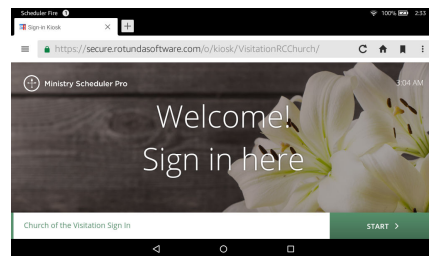 Scheduler Fire 1
100% 2:33
Sign-in Kiosk
https://secure.rotundasoftware.com/o/kiosk/VisitationRCChurch/
Ministry Scheduler Pro
3:04 AM
Welcome!
Sign in here
Church of the Visitation Sign In
START